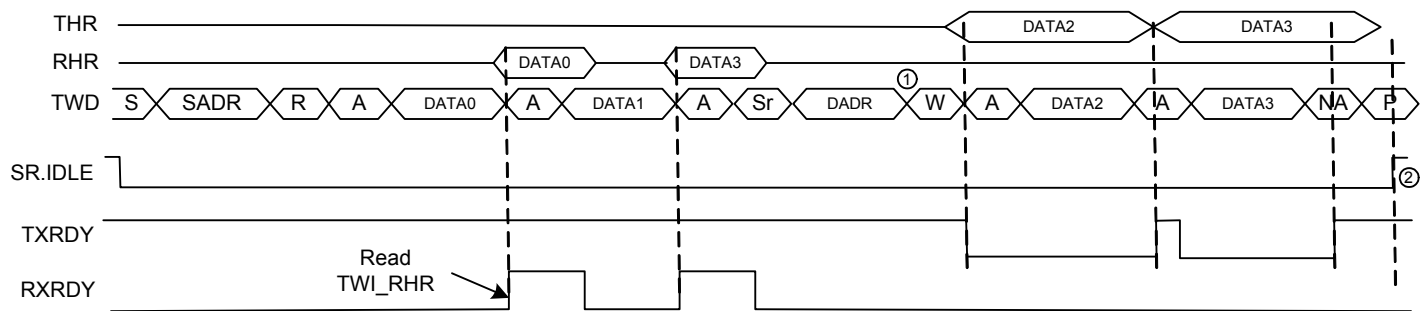 THR DATA2 DATA3
RHR DATA0 DATA3
①
TWD S SADR R A DATA0 A DATA1 A Sr DADR W A DATA2 A DATA3 NA P
SR.IDLE ②
TXRDY
Read
TWI_RHR
RXRDY